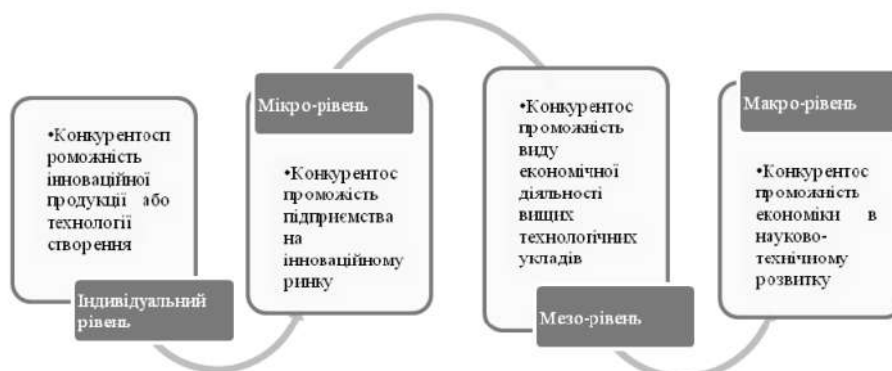 •Конкурентосп
роможність
інноваційної
продукції або
технології
створення
Індивідуальний
рівень
Мікро-рівень
•Конкурентос
проможість
підприємства
на
інноваційному
ринку
•Конкурентос
проможність
виду
економічної
діяльності
вищих
технологічних
укладів
Мезо-рівень
Макро-рівень
•Конкурентос
проможність
економіки в
науково-
технічному
розвитку